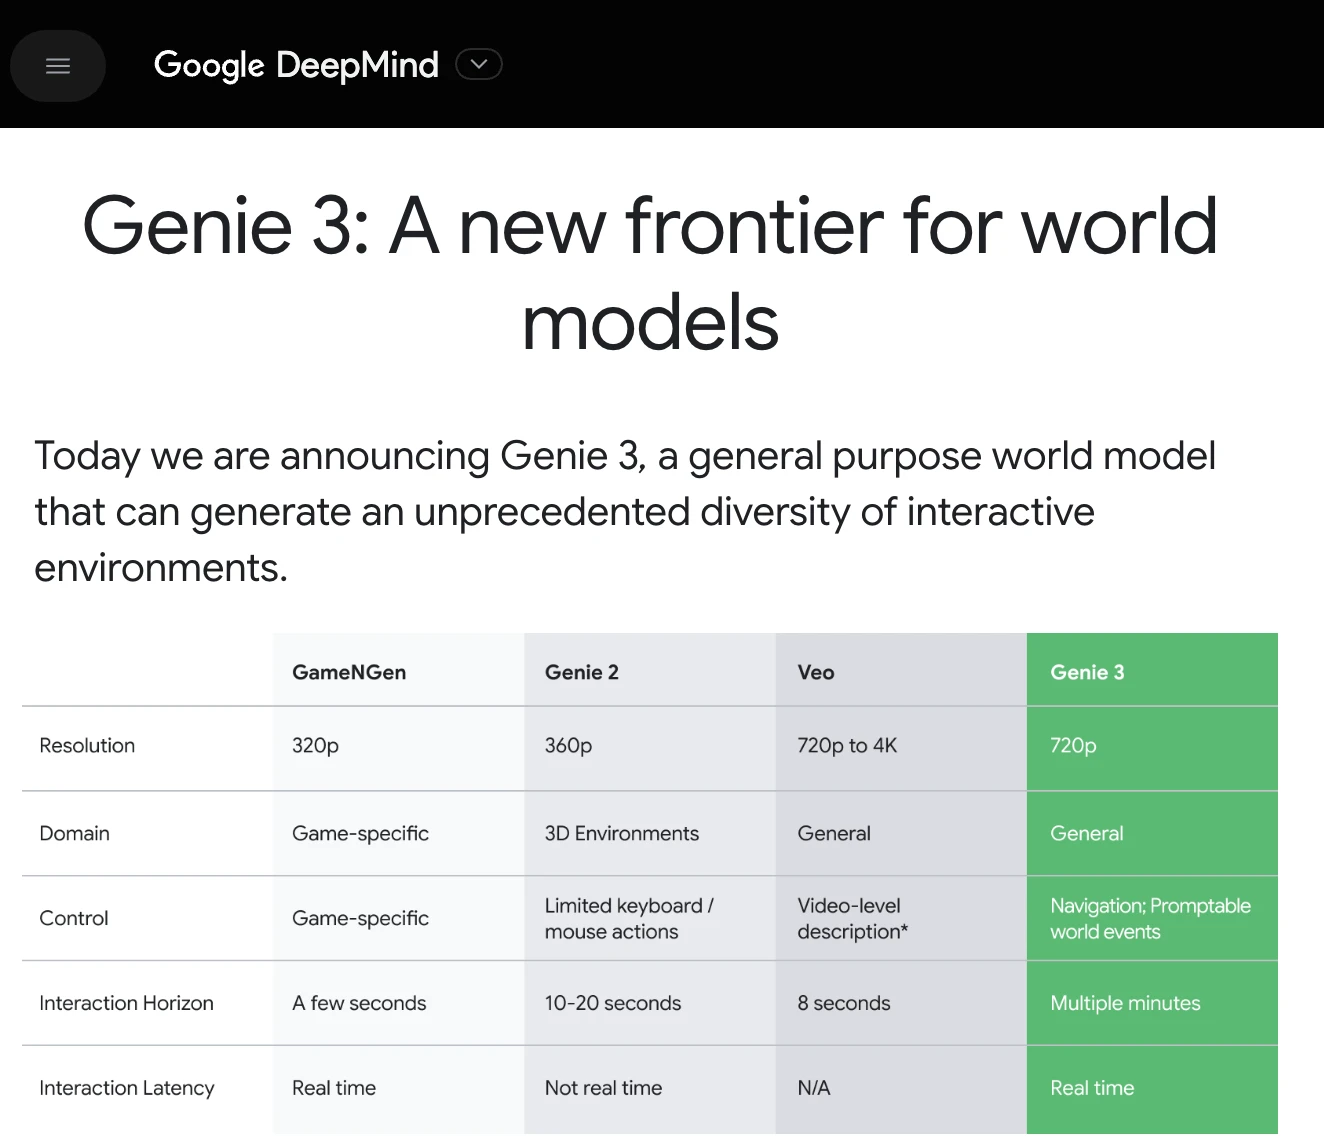 Google DeepMind
Genie 3: A new frontier for world
models
Today we are announcing Genie 3, a general purpose world model
that can generate an unprecedented diversity of interactive
environments.
GameNGen Genie 2 Veo Genie 3
Resolution 320p 360p 720p to 4K 720p
Domain Game-specific 3D Environments General General
Control Game-specific Limited keyboard / mouse actions Video-level description* Navigation; Promptable world events
Interaction Horizon A few seconds 10-20 seconds 8 seconds Multiple minutes
Interaction Latency Real time Not real time N/A Real time